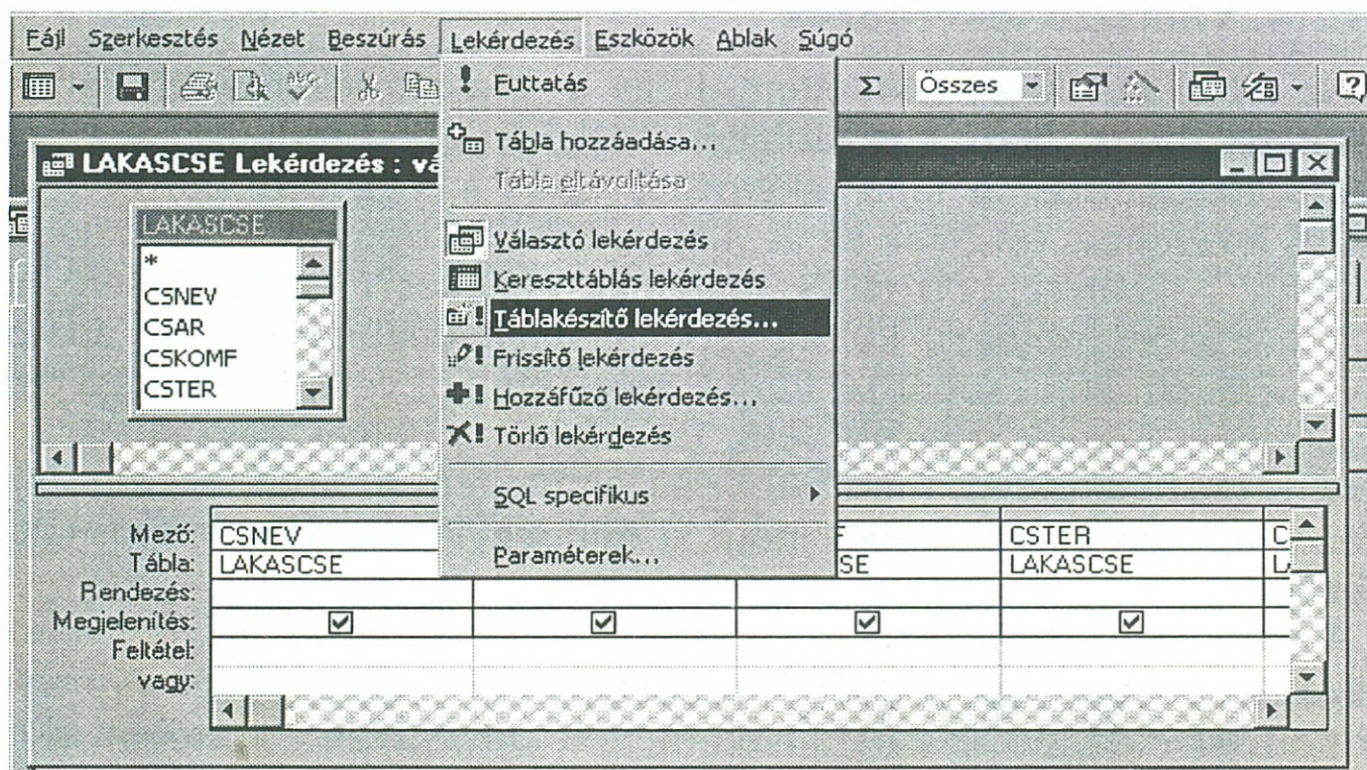 Fájl Szerkesztés Nézet Beszúrás Lekérdezés Eszközök Ablak Súgó
Futtatás
Σ Összes
Tábla hozzáadása...
Tábla eltávolítása
LAKASCSE Lekérdezés : vá
LAKASCSE
*
CSNEV
CSAR
CSKOMF
CSTER
Választó lekérdezés
Kereszttáblás lekérdezés
Táblakészítő lekérdezés...
Frissítő lekérdezés
Hozzáfűző lekérdezés...
Törlő lekérdezés
SQL specifikus
Paraméterek...
Mező: CSNEV F CSTER C
Tábla: LAKASCSE SE LAKASCSE
Rendezés:
Megjelenítés:
Feltétel:
vagy: